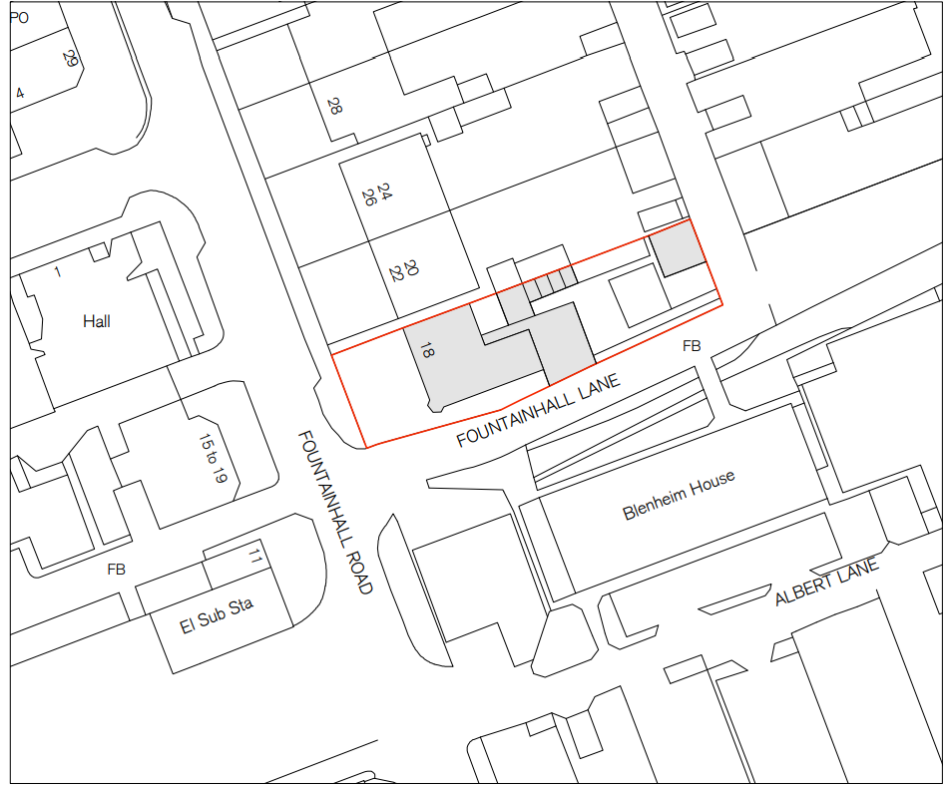 PO
29
4
28
24
26
1
Hall
20
22
18
FB
FOUNTAINHALL LANE
15 to 19
FOUNTAINHALL ROAD
Blenheim House
11
FB
ALBERT LANE
El Sub Sta